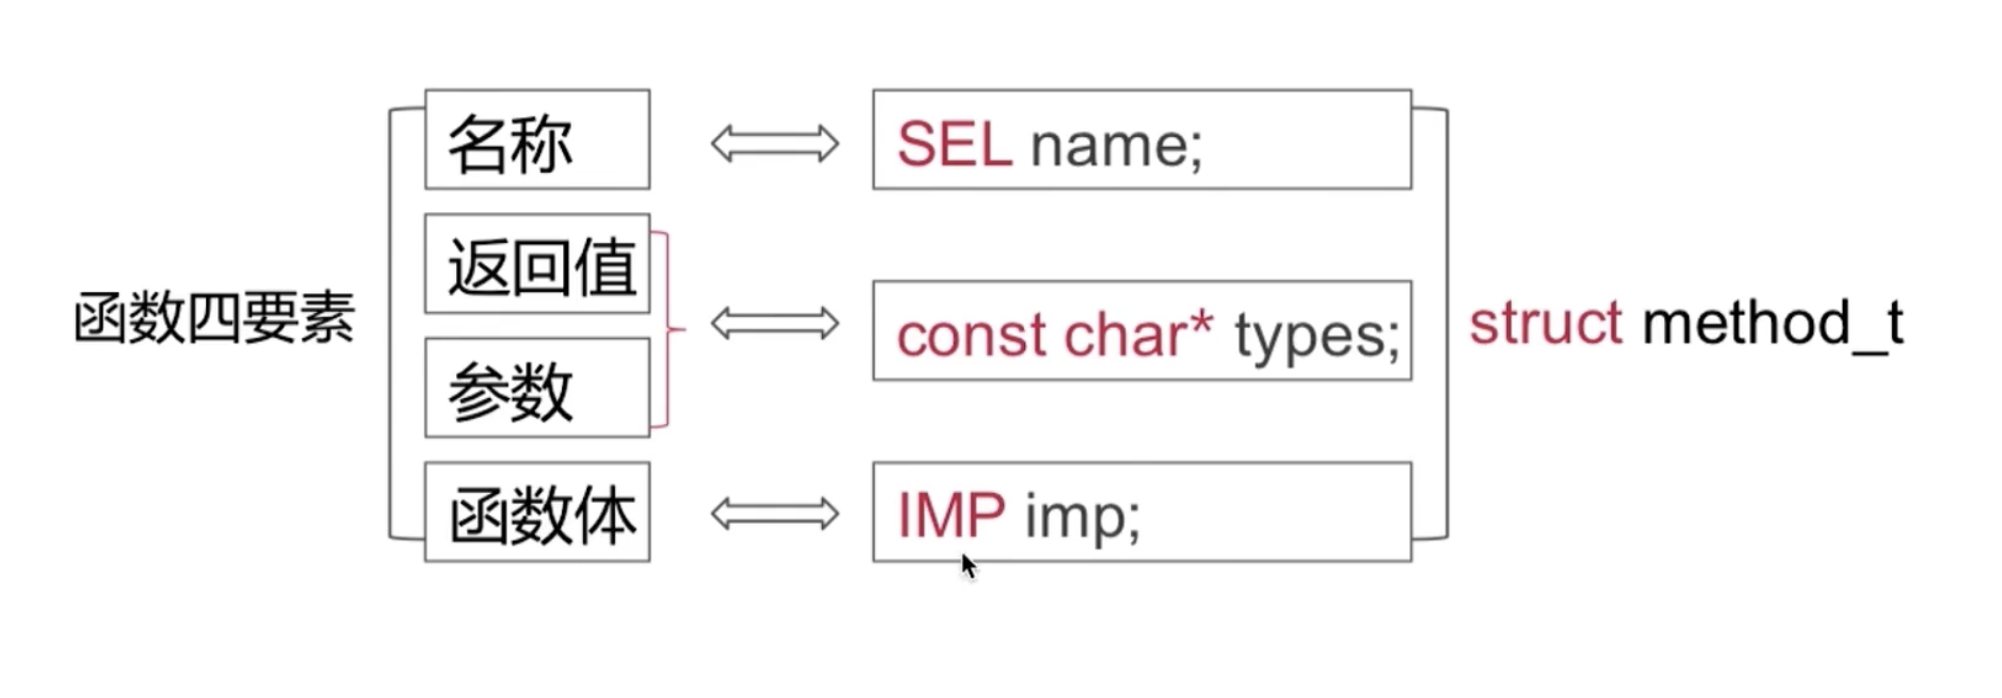 名称
SEL name;
返回值
函数四要素
const char* types;
struct method_t
参数
函数体
IMP imp;